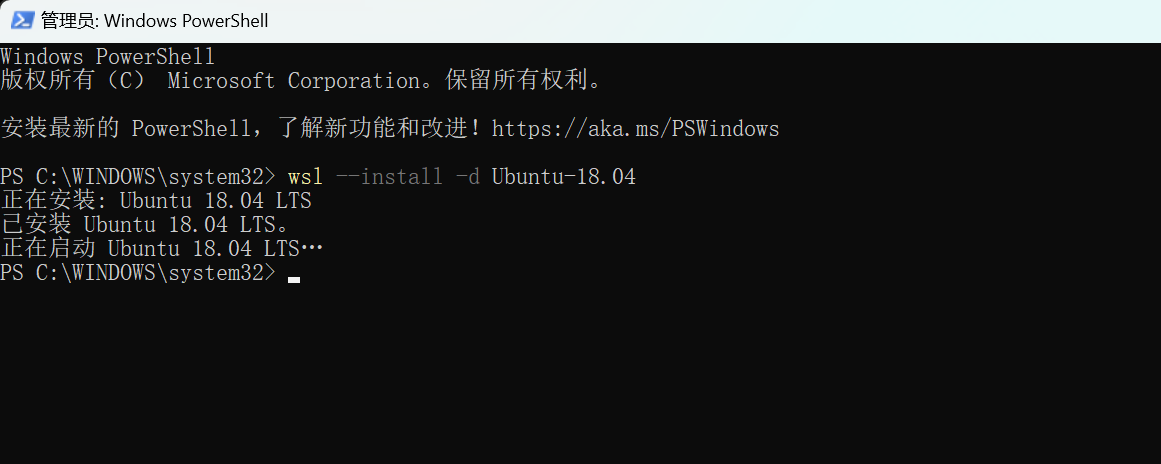 管理员: Windows PowerShell
Windows PowerShell
版权所有（C） Microsoft Corporation。保留所有权利。
安装最新的 PowerShell，了解新功能和改进！https://aka.ms/PSWindows
PS C:\WINDOWS\system32> wsl --install -d Ubuntu-18.04
正在安装: Ubuntu 18.04 LTS
已安装 Ubuntu 18.04 LTS。
正在启动 Ubuntu 18.04 LTS…
PS C:\WINDOWS\system32>